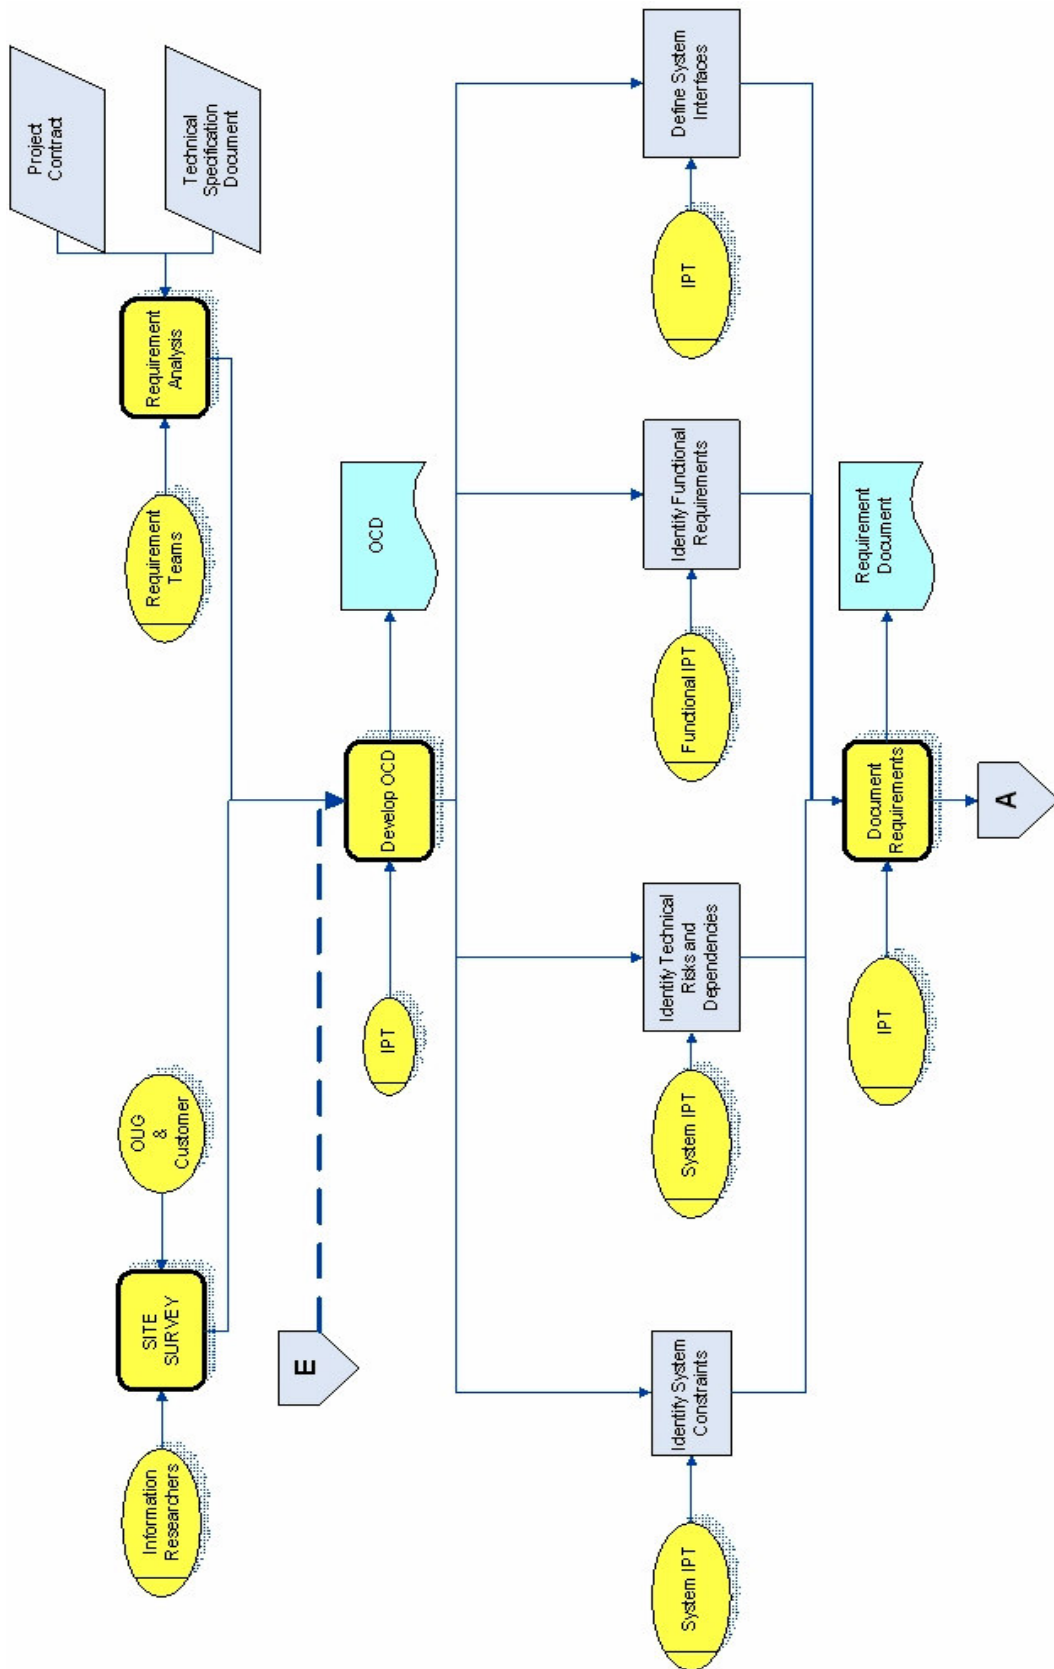 Information
Researchers
SITE
SURVEY
OUG
&
Customer
Requirement
Teams
Requirement
Analysis
Project
Contract
Technical
Specification
Document
E
IPT
Develop OCD
OCD
System IPT
Identify System
Constraints
System IPT
Identify Technical
Risks and
Dependencies
Functional IPT
Identify Functional
Requirements
IPT
Define System
Interfaces
IPT
Document
Requirements
Requirement
Document
A